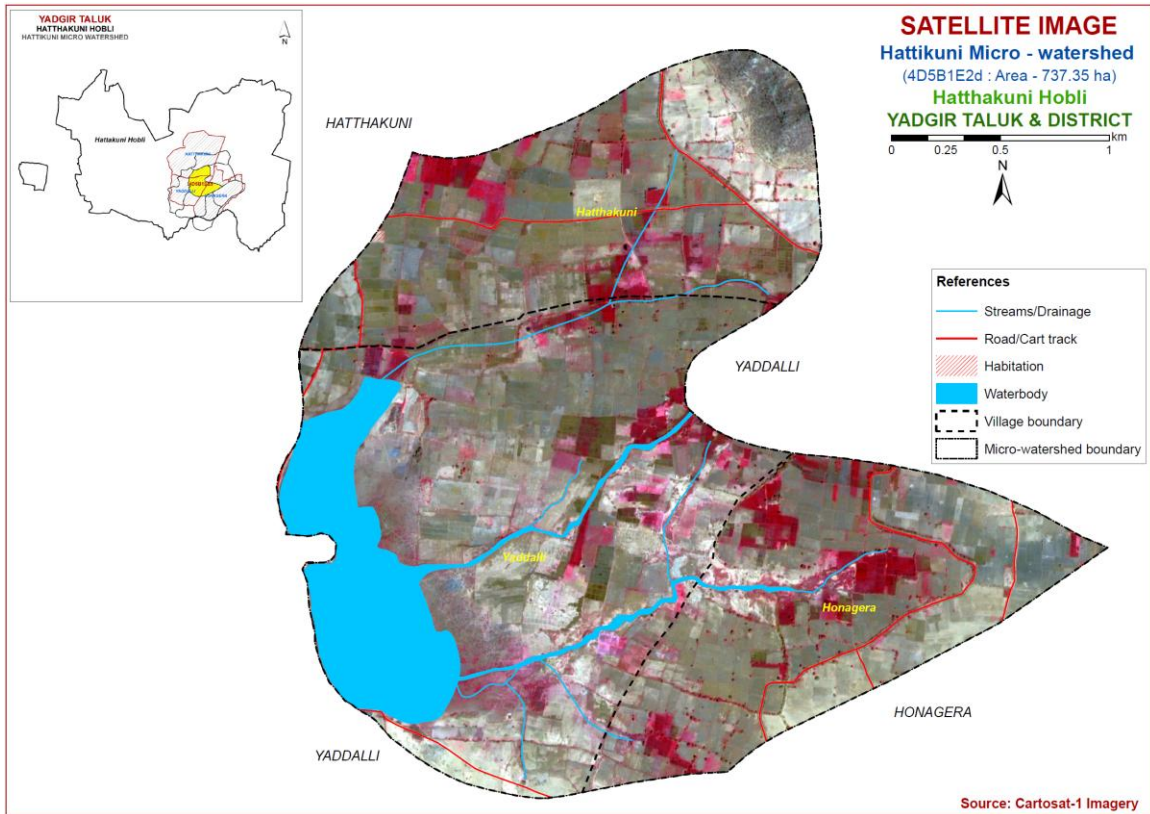 YADGIR TALUK
HATTHAKUNI HOBLI
HATTIKUNI MICRO WATERSHED
N
Hattakuni Hobli
SATELLITE IMAGE
Hattikuni Micro - watershed
(4D5B1E2d : Area - 737.35 ha)
Hatthakuni Hobli
YADGIR TALUK & DISTRICT
km
0 0.25 0.5 1
N
HATTHAKUNI
Hatthakuni
References
Streams/Drainage
Road/Cart track
Habitation
Waterbody
Village boundary
Micro-watershed boundary
YADDALLI
Yaddalli
Honagera
HONAGERA
YADDALLI
Source: Cartosat-1 Imagery